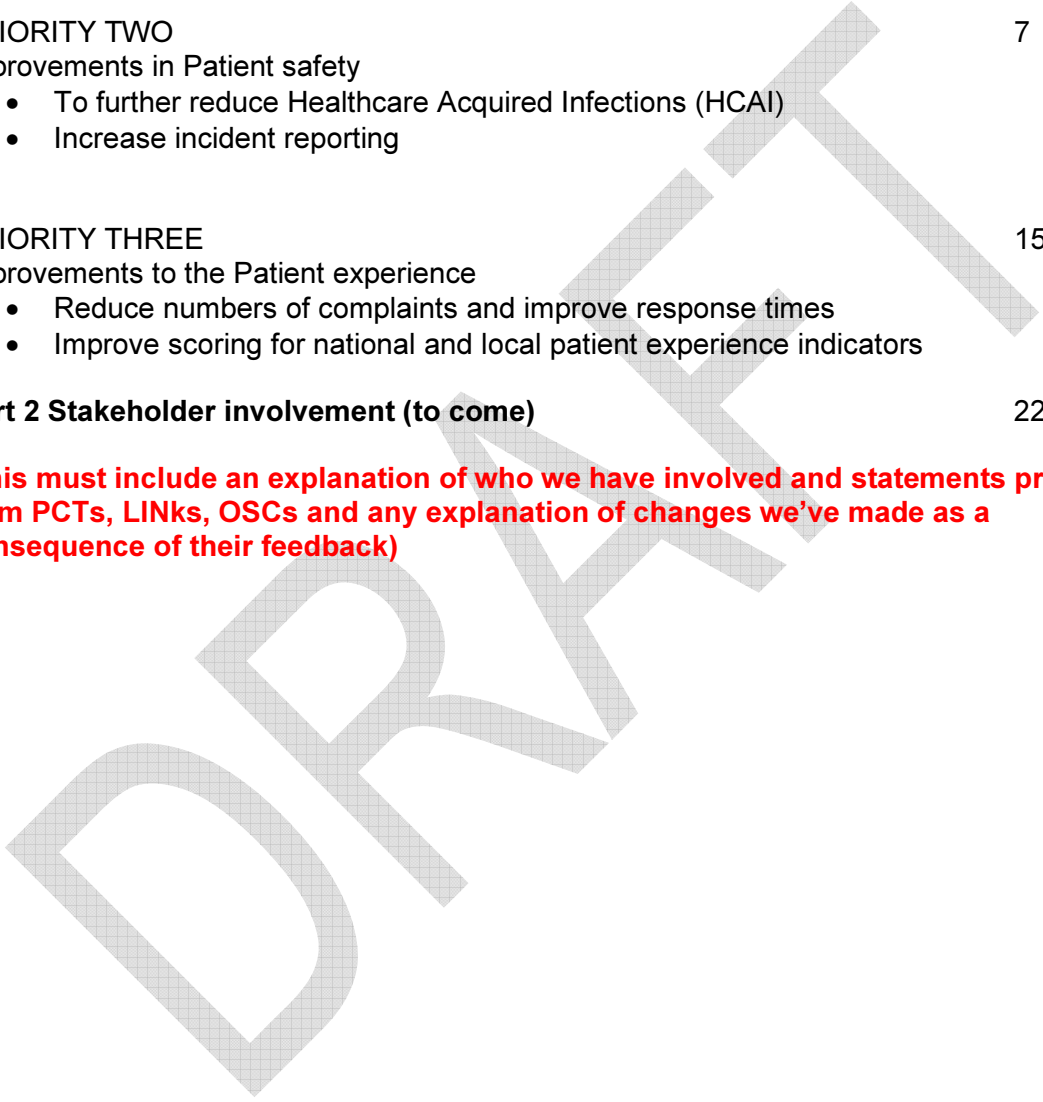 IORITY TWO 7
provements in Patient safety
• To further reduce Healthcare Acquired Infections (HCAI)
• Increase incident reporting
IORITY THREE 15
provements to the Patient experience
• Reduce numbers of complaints and improve response times
• Improve scoring for national and local patient experience indicators
rt 2 Stakeholder involvement (to come) 22
is must include an explanation of who we have involved and statements pr
m PCTs, LINks, OSCs and any explanation of changes we've made as a
nsequence of their feedback)
DRAFT